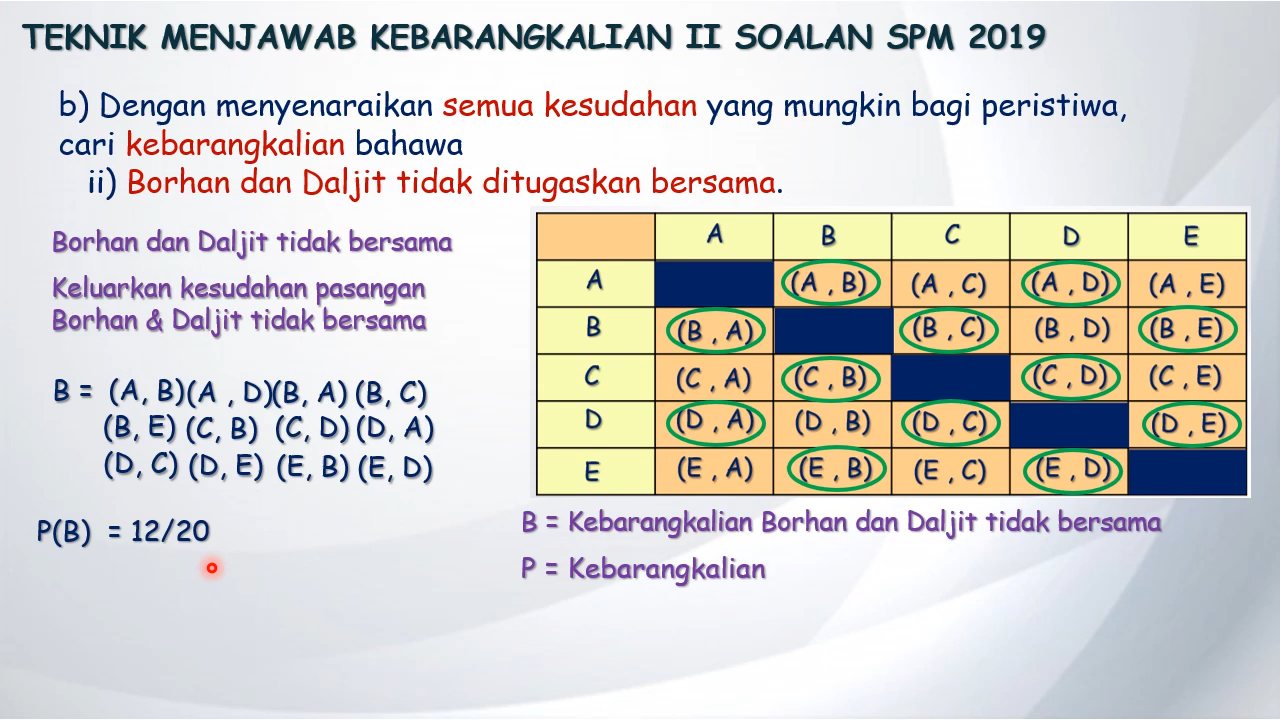 TEKNIK MENJAWAB KEBARANGKALIAN II SOALAN SPM 2019
b) Dengan menyenaraikan semua kesudahan yang mungkin bagi peristiwa,
cari kebarangkalian bahawa
ii) Borhan dan Daljit tidak ditugaskan bersama.
Borhan dan Daljit tidak bersama
Keluarkan kesudahan pasangan
Borhan & Daljit tidak bersama
B = (A, B)(A , D)(B, A) (B, C)
(B, E) (C, B) (C, D) (D, A)
(D, C) (D, E) (E, B) (E, D)
P(B) = 12/20
A B C D E
A (A , B) (A , C) (A , D) (A , E)
B (B , A) (B , C) (B , D) (B , E)
C (C , A) (C , B) (C , D) (C , E)
D (D , A) (D , B) (D , C) (D , E)
E (E , A) (E , B) (E , C) (E , D)
B = Kebarangkalian Borhan dan Daljit tidak bersama
P = Kebarangkalian